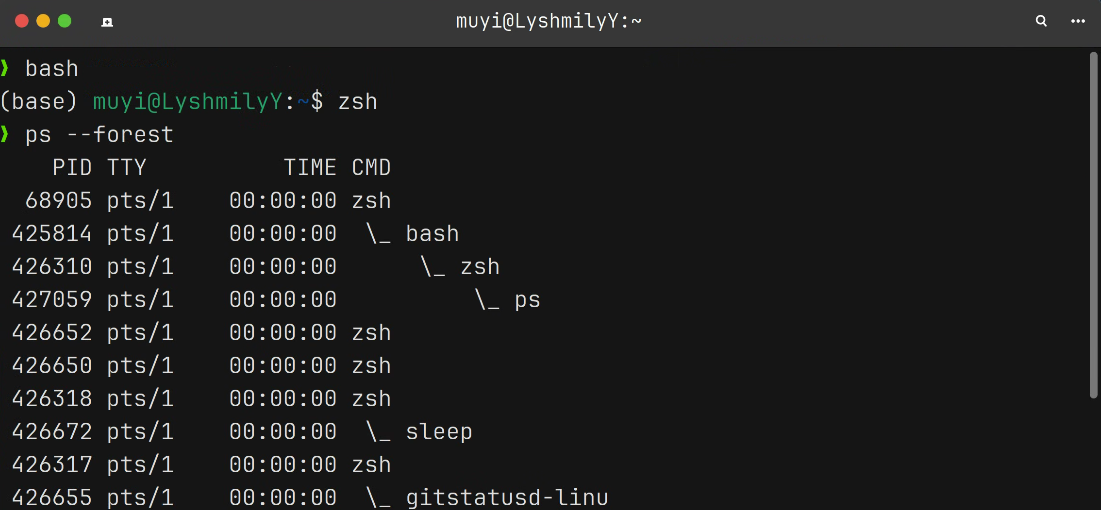 muyi@LyshmilyY:~
❱ bash
(base) muyi@LyshmilyY:~$ zsh
❱ ps --forest
    PID TTY          TIME CMD
  68905 pts/1    00:00:00 zsh
 425814 pts/1    00:00:00  \_ bash
 426310 pts/1    00:00:00      \_ zsh
 427059 pts/1    00:00:00          \_ ps
 426652 pts/1    00:00:00 zsh
 426650 pts/1    00:00:00 zsh
 426318 pts/1    00:00:00 zsh
 426672 pts/1    00:00:00  \_ sleep
 426317 pts/1    00:00:00 zsh
 426655 pts/1    00:00:00  \_ gitstatusd-linu